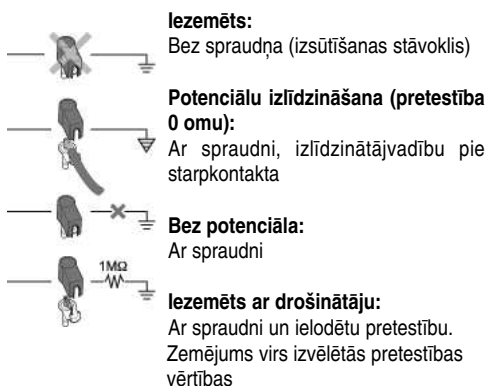 Iezemēts:
Bez spraudņa (izsūtīšanas stāvoklis)
Potenciālu izlīdzināšana (pretestība
0 omu):
Ar spraudni, izlīdzinātājvadību pie
starpkontakta
Bez potenciāla:
Ar spraudni
1MΩ
Iezemēts ar drošinātāju:
Ar spraudni un ielodētu pretestību.
Zemējums virs izvēlētās pretestības
vērtības